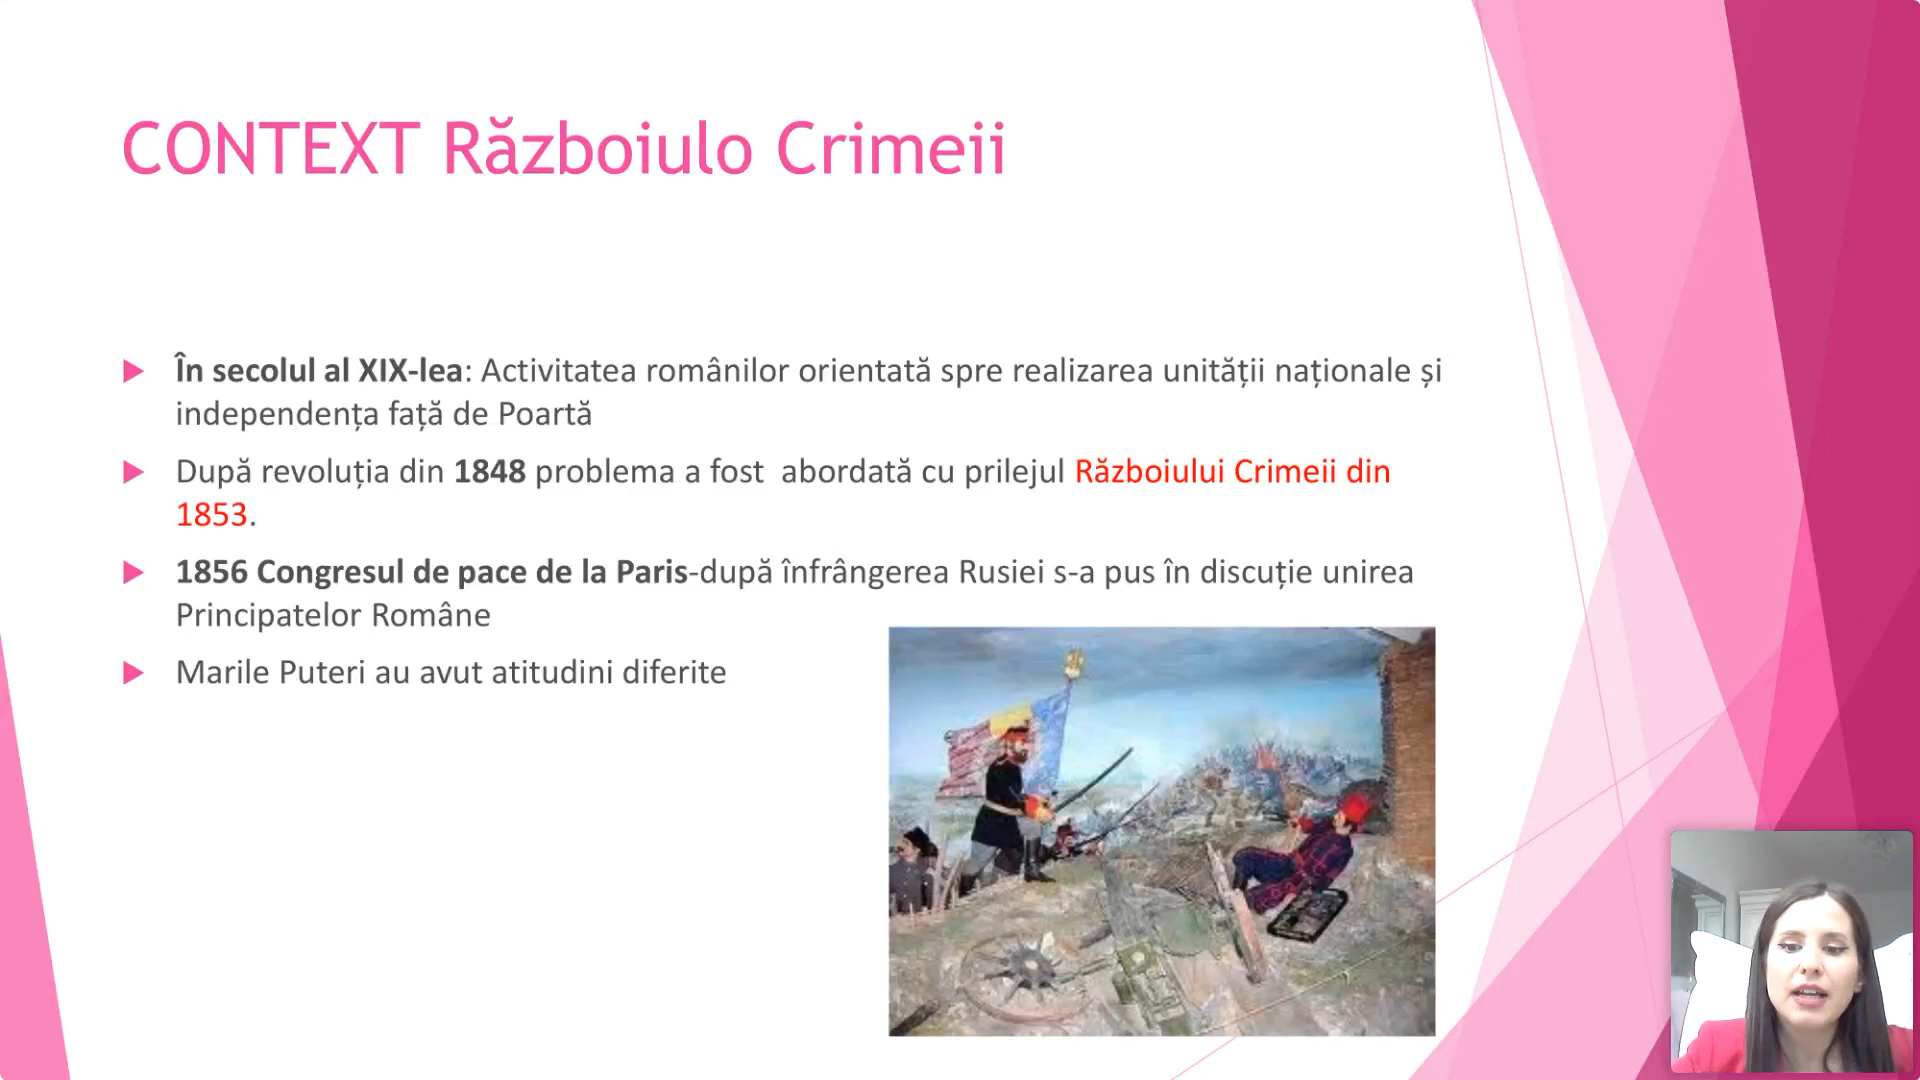 CONTEXT Războiulo Crimeii
În secolul al XIX-lea: Activitatea românilor orientată spre realizarea unității naționale și
independența față de Poartă
După revoluția din 1848 problema a fost  abordată cu prilejul Războiului Crimeii din
1853.
1856 Congresul de pace de la Paris-după înfrângerea Rusiei s-a pus în discuție unirea
Principatelor Române
Marile Puteri au avut atitudini diferite